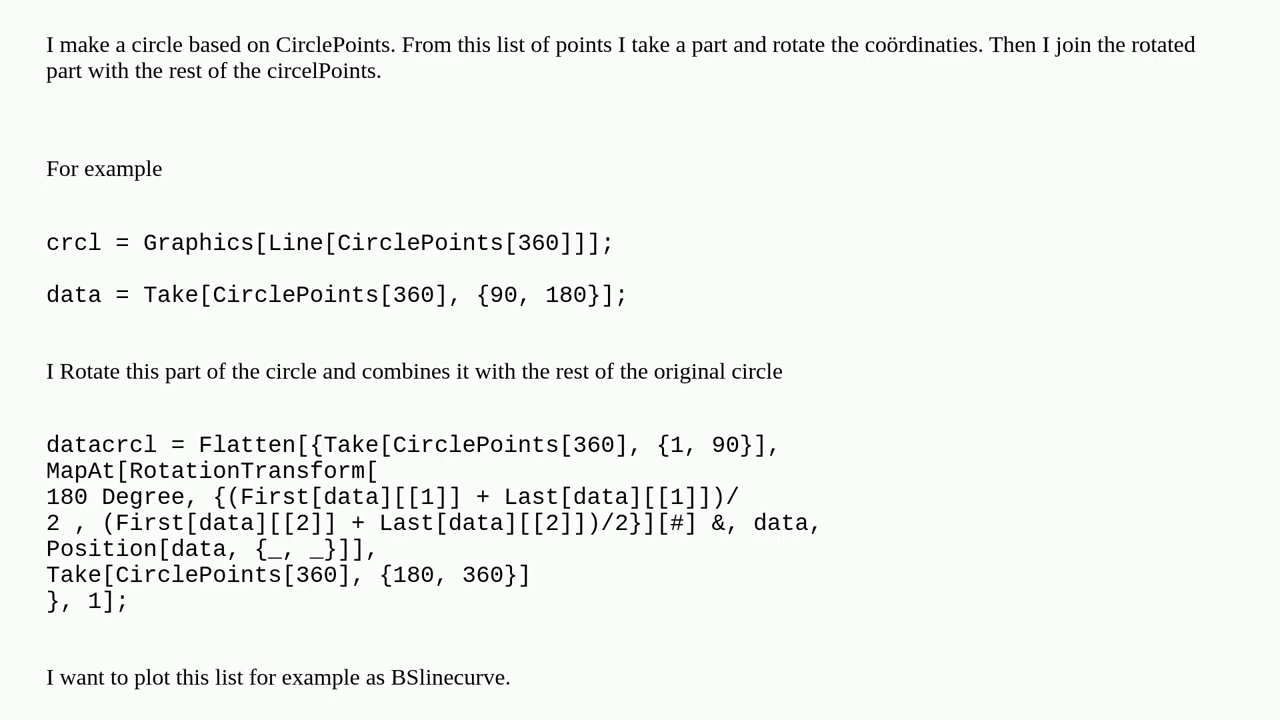 I make a circle based on CirclePoints. From this list of points I take a part and rotate the coördinaties. Then I join the rotated
part with the rest of the circelPoints.
For example
crcl = Graphics[Line[CirclePoints[360]]];
data = Take[CirclePoints[360], {90, 180}];
I Rotate this part of the circle and combines it with the rest of the original circle
datacrcl = Flatten[{Take[CirclePoints[360], {1, 90}],
MapAt[RotationTransform[
180 Degree, {(First[data][[1]] + Last[data][[1]])/
2 , (First[data][[2]] + Last[data][[2]])/2}][#] &, data,
Position[data, {_, _}]],
Take[CirclePoints[360], {180, 360}]
}, 1];
I want to plot this list for example as BSlinecurve.